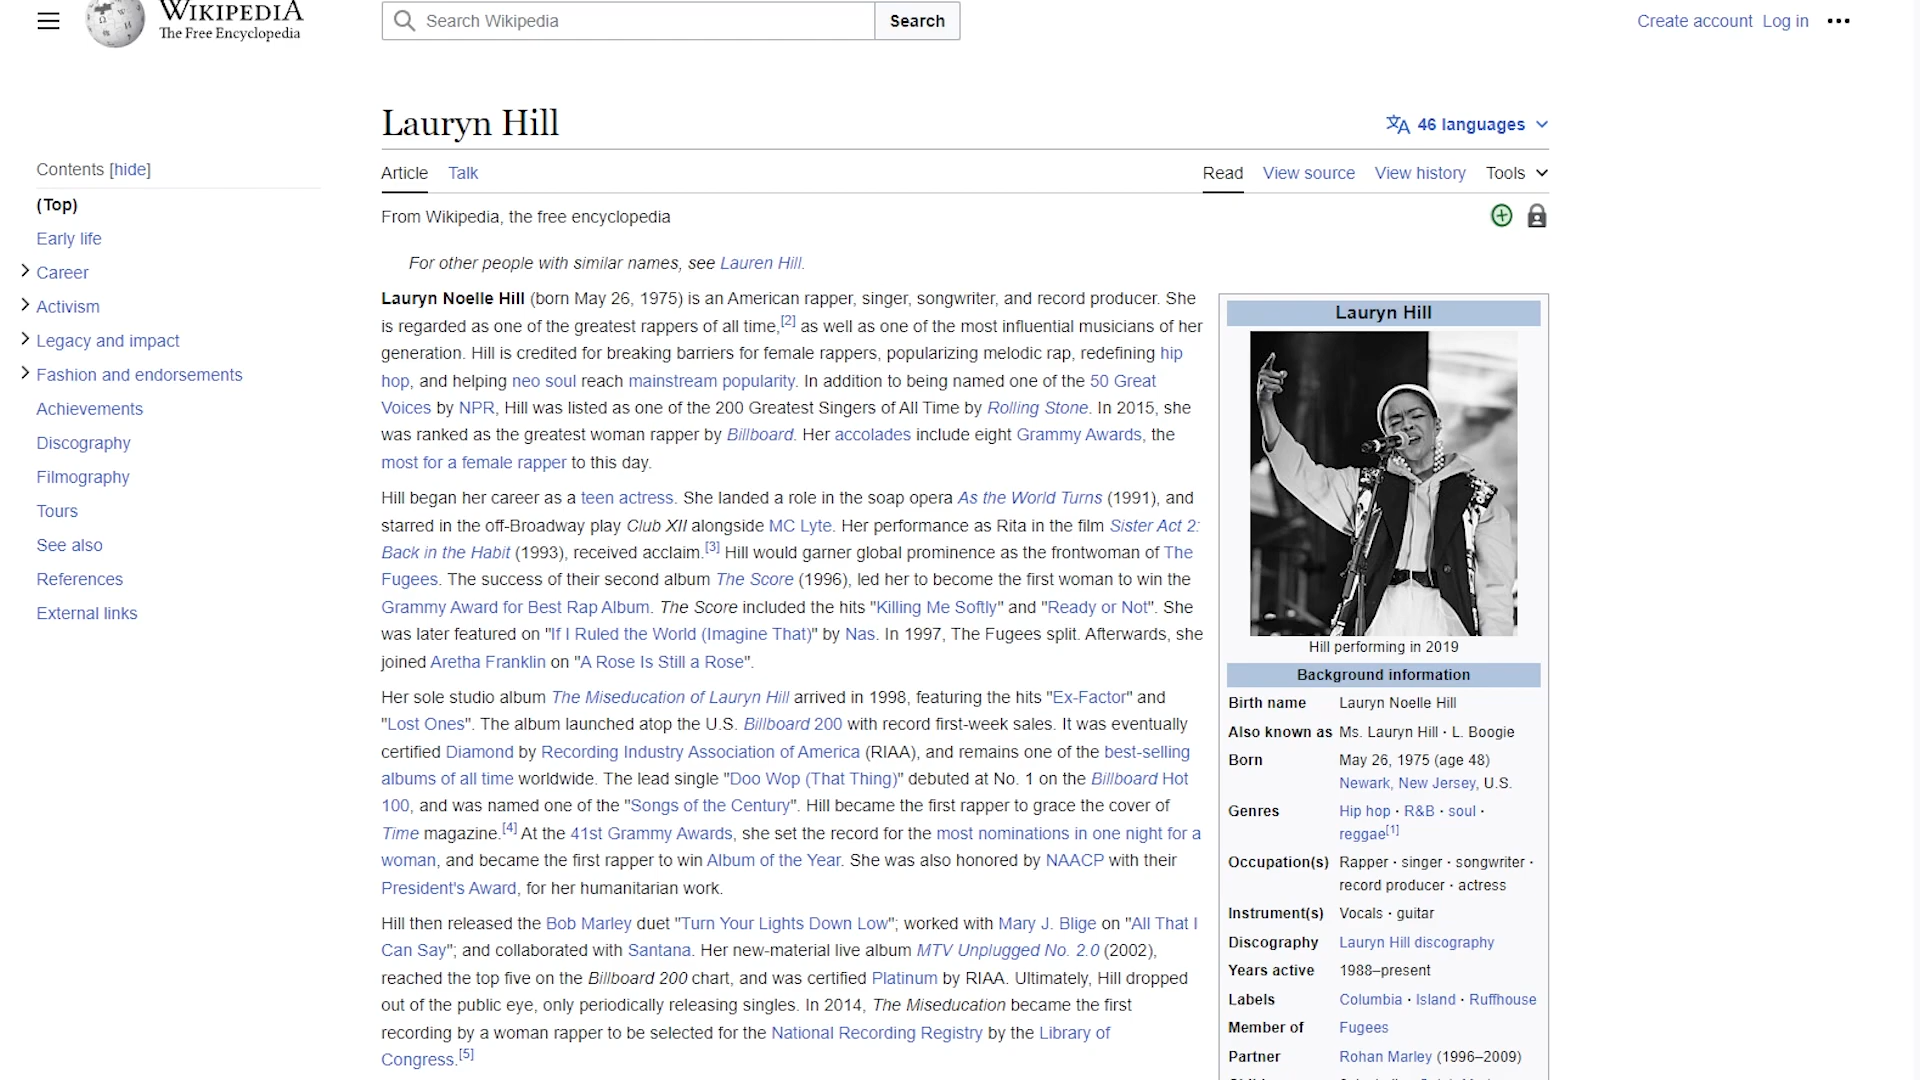 WIKIPEDIA
The Free Encyclopedia
Search Wikipedia
Search
Create account Log in
Lauryn Hill
46 languages
Contents [hide]
(Top)
Early life
Career
Activism
Legacy and impact
Fashion and endorsements
Achievements
Discography
Filmography
Tours
See also
References
External links
Article Talk
Read View source View history Tools
From Wikipedia, the free encyclopedia
For other people with similar names, see Lauren Hill.
Lauryn Noelle Hill (born May 26, 1975) is an American rapper, singer, songwriter, and record producer. She
is regarded as one of the greatest rappers of all time,[2] as well as one of the most influential musicians of her
generation. Hill is credited for breaking barriers for female rappers, popularizing melodic rap, redefining hip
hop, and helping neo soul reach mainstream popularity. In addition to being named one of the 50 Great
Voices by NPR, Hill was listed as one of the 200 Greatest Singers of All Time by Rolling Stone. In 2015, she
was ranked as the greatest woman rapper by Billboard. Her accolades include eight Grammy Awards, the
most for a female rapper to this day.
Hill began her career as a teen actress. She landed a role in the soap opera As the World Turns (1991), and
starred in the off-Broadway play Club XII alongside MC Lyte. Her performance as Rita in the film Sister Act 2:
Back in the Habit (1993), received acclaim.[3] Hill would garner global prominence as the frontwoman of The
Fugees. The success of their second album The Score (1996), led her to become the first woman to win the
Grammy Award for Best Rap Album. The Score included the hits "Killing Me Softly" and "Ready or Not". She
was later featured on "If I Ruled the World (Imagine That)" by Nas. In 1997, The Fugees split. Afterwards, she
joined Aretha Franklin on "A Rose Is Still a Rose".
Her sole studio album The Miseducation of Lauryn Hill arrived in 1998, featuring the hits "Ex-Factor" and
"Lost Ones". The album launched atop the U.S. Billboard 200 with record first-week sales. It was eventually
certified Diamond by Recording Industry Association of America (RIAA), and remains one of the best-selling
albums of all time worldwide. The lead single "Doo Wop (That Thing)" debuted at No. 1 on the Billboard Hot
100, and was named one of the "Songs of the Century". Hill became the first rapper to grace the cover of
Time magazine.[4] At the 41st Grammy Awards, she set the record for the most nominations in one night for a
woman, and became the first rapper to win Album of the Year. She was also honored by NAACP with their
President's Award, for her humanitarian work.
Hill then released the Bob Marley duet "Turn Your Lights Down Low"; worked with Mary J. Blige on "All That I
Can Say"; and collaborated with Santana. Her new-material live album MTV Unplugged No. 2.0 (2002),
reached the top five on the Billboard 200 chart, and was certified Platinum by RIAA. Ultimately, Hill dropped
out of the public eye, only periodically releasing singles. In 2014, The Miseducation became the first
recording by a woman rapper to be selected for the National Recording Registry by the Library of
Congress.[5]
Lauryn Hill
Hill performing in 2019
Background information
Birth name Lauryn Noelle Hill
Also known as Ms. Lauryn Hill · L. Boogie
Born May 26, 1975 (age 48)
Newark, New Jersey, U.S.
Genres Hip hop · R&B · soul ·
reggae[1]
Occupation(s) Rapper · singer · songwriter ·
record producer · actress
Instrument(s) Vocals · guitar
Discography Lauryn Hill discography
Years active 1988–present
Labels Columbia · Island · Ruffhouse
Member of Fugees
Partner Rohan Marley (1996–2009)